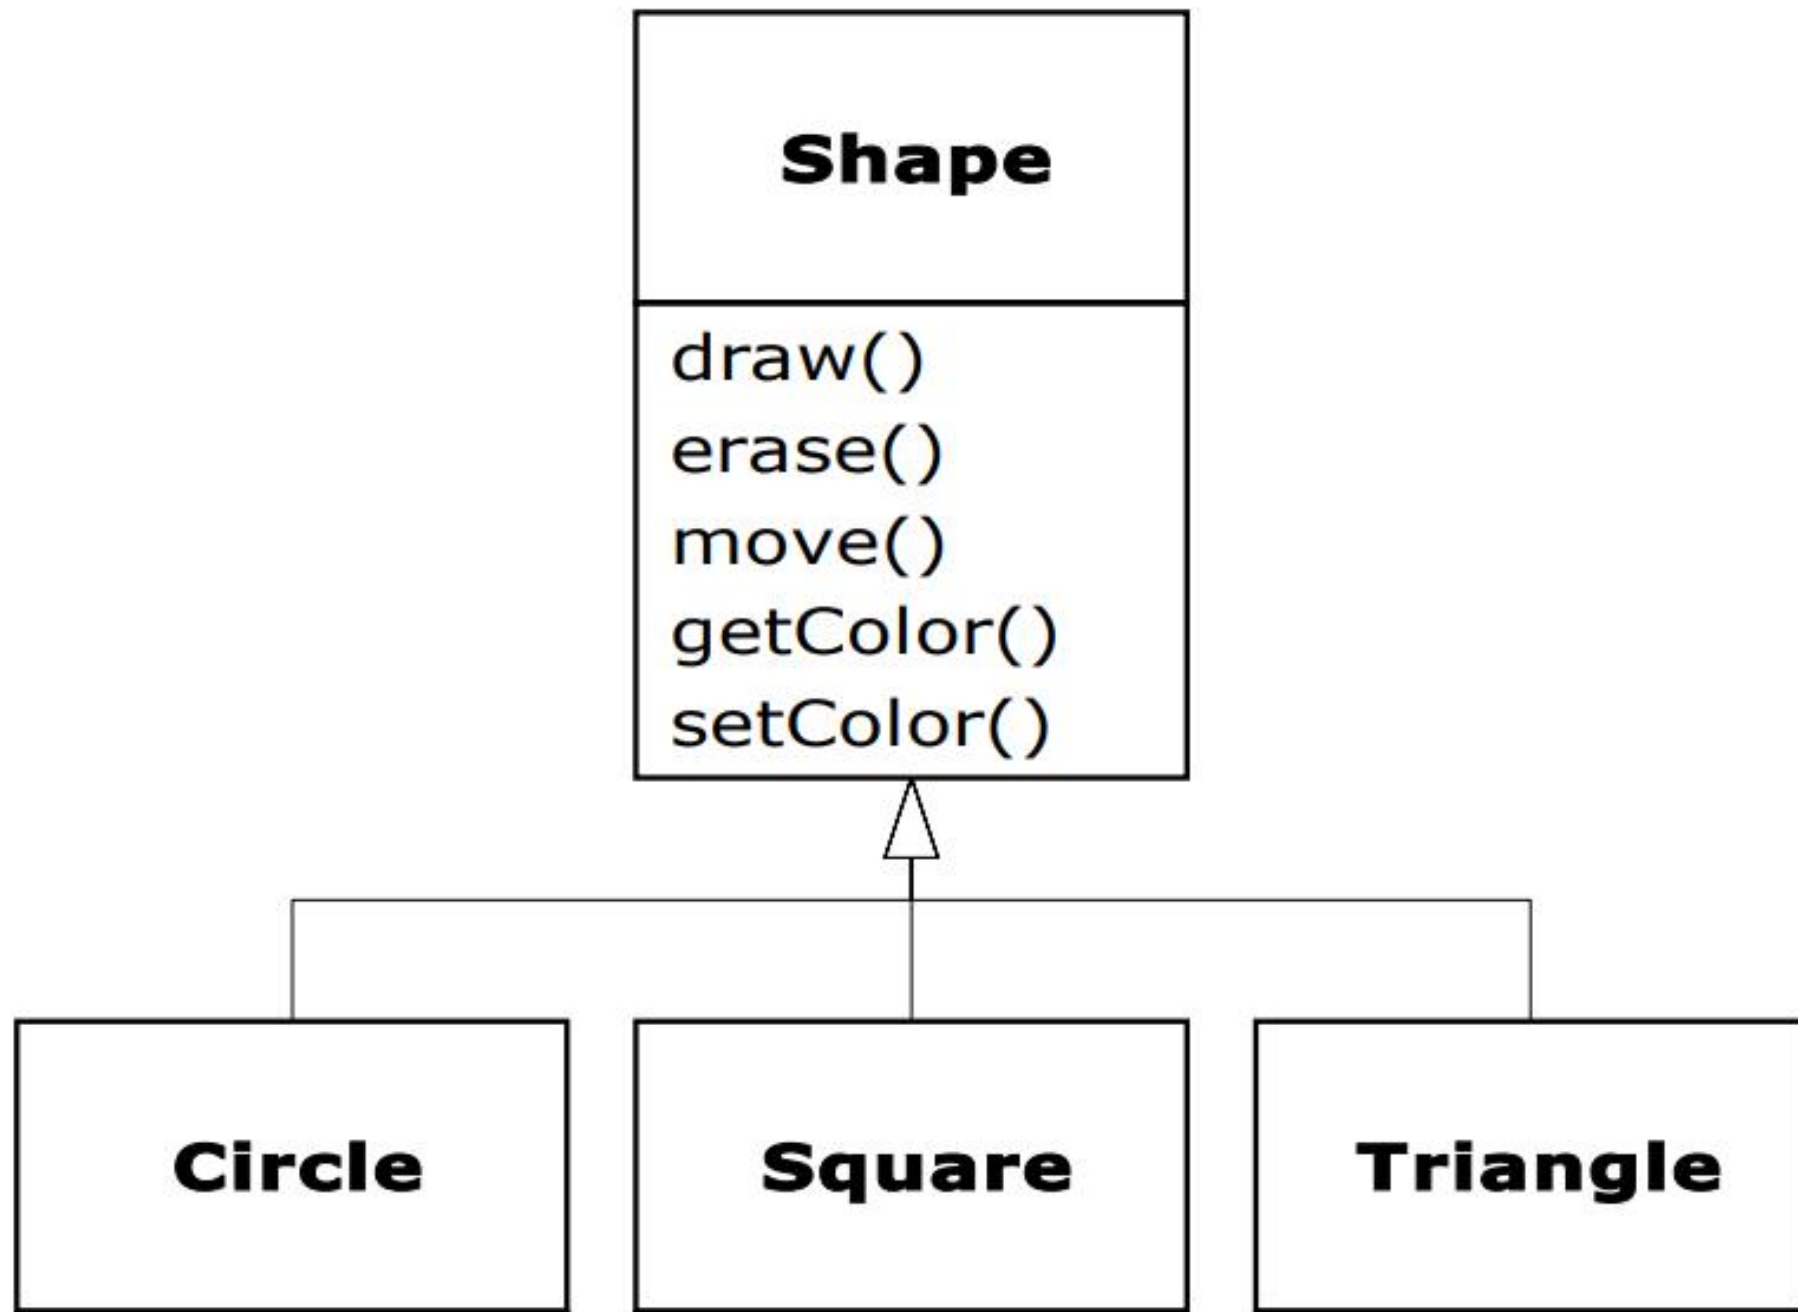 Shape
draw()
erase()
move()
getColor()
setColor()
Circle
Square
Triangle